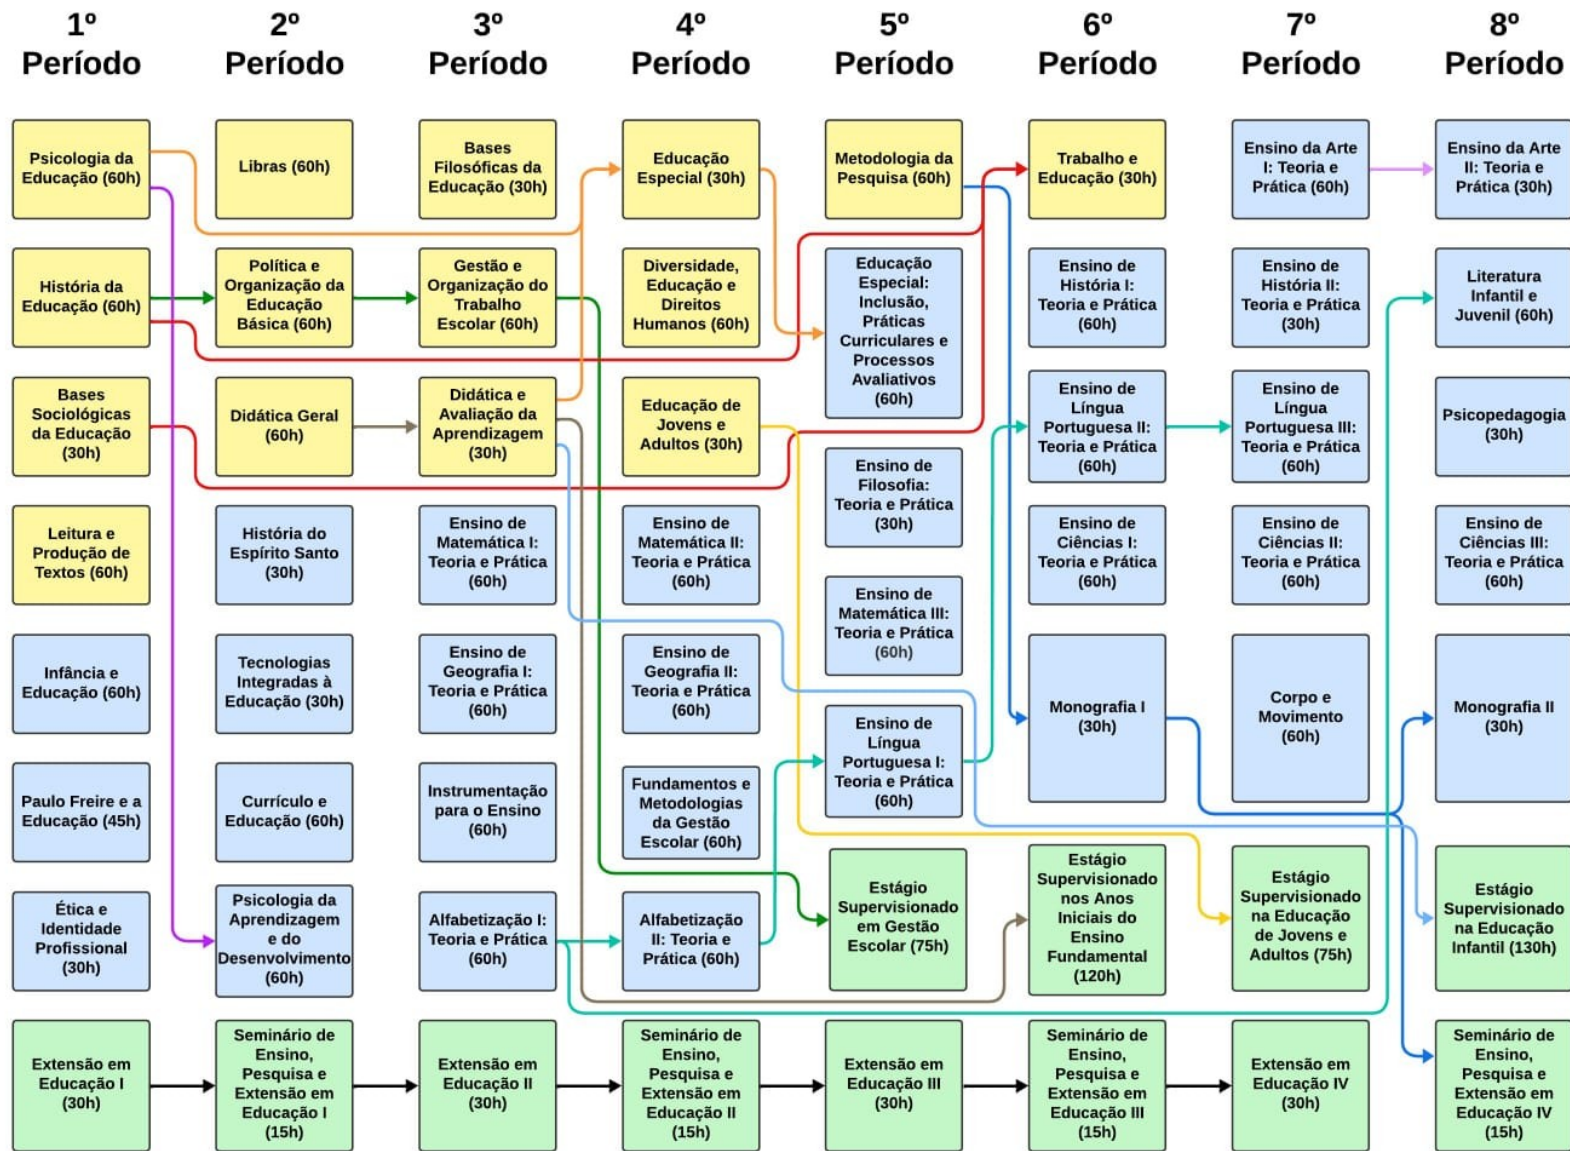 1º
Período
2º
Período
3º
Período
4º
Período
5º
Período
6º
Período
7º
Período
8º
Período
Psicologia da
Educação (60h)
História da
Educação (60h)
Bases
Sociológicas
da Educação
(30h)
Leitura e
Produção de
Textos (60h)
Infância e
Educação (60h)
Paulo Freire e a
Educação (45h)
Ética e
Identidade
Profissional
(30h)
Extensão em
Educação I
(30h)
Libras (60h)
Política e
Organização da
Educação
Básica (60h)
Didática Geral
(60h)
História do
Espírito Santo
(30h)
Tecnologias
Integradas à
Educação (30h)
Currículo e
Educação (60h)
Psicologia da
Aprendizagem
e do
Desenvolvimento
(60h)
Seminário de
Ensino,
Pesquisa e
Extensão em
Educação I
(15h)
Bases
Filosóficas da
Educação (30h)
Gestão e
Organização do
Trabalho
Escolar (60h)
Didática e
Avaliação da
Aprendizagem
(30h)
Ensino de
Matemática I:
Teoria e Prática
(60h)
Ensino de
Geografia I:
Teoria e Prática
(60h)
Instrumentação
para o Ensino
(60h)
Alfabetização I:
Teoria e Prática
(60h)
Extensão em
Educação II
(30h)
Educação
Especial (30h)
Diversidade,
Educação e
Direitos
Humanos (60h)
Educação de
Jovens e
Adultos (30h)
Ensino de
Matemática II:
Teoria e Prática
(60h)
Ensino de
Geografia II:
Teoria e Prática
(60h)
Fundamentos e
Metodologias
da Gestão
Escolar (60h)
Alfabetização
II: Teoria e
Prática (60h)
Seminário de
Ensino,
Pesquisa e
Extensão em
Educação II
(15h)
Metodologia da
Pesquisa (60h)
Educação
Especial:
Inclusão,
Práticas
Curriculares e
Processos
Avaliativos
(60h)
Ensino de
Filosofia:
Teoria e Prática
(30h)
Ensino de
Matemática III:
Teoria e Prática
(60h)
Ensino de
Língua
Portuguesa I:
Teoria e Prática
(60h)
Estágio
Supervisionado
em Gestão
Escolar (75h)
Extensão em
Educação III
(30h)
Trabalho e
Educação (30h)
Ensino de
História I:
Teoria e Prática
(60h)
Ensino de
Língua
Portuguesa II:
Teoria e Prática
(60h)
Ensino de
Ciências I:
Teoria e Prática
(60h)
Monografia I
(30h)
Estágio
Supervisionado
nos Anos
Iniciais do
Ensino
Fundamental
(120h)
Seminário de
Ensino,
Pesquisa e
Extensão em
Educação III
(15h)
Ensino da Arte
I: Teoria e
Prática (60h)
Ensino de
História II:
Teoria e Prática
(30h)
Ensino de
Língua
Portuguesa III:
Teoria e Prática
(60h)
Ensino de
Ciências II:
Teoria e Prática
(60h)
Corpo e
Movimento
(60h)
Estágio
Supervisionado
na Educação
de Jovens e
Adultos (75h)
Extensão em
Educação IV
(30h)
Ensino da Arte
II: Teoria e
Prática (30h)
Literatura
Infantil e
Juvenil (60h)
Psicopedagogia
(30h)
Ensino de
Ciências III:
Teoria e Prática
(60h)
Monografia II
(30h)
Estágio
Supervisionado
na Educação
Infantil (130h)
Seminário de
Ensino,
Pesquisa e
Extensão em
Educação IV
(15h)